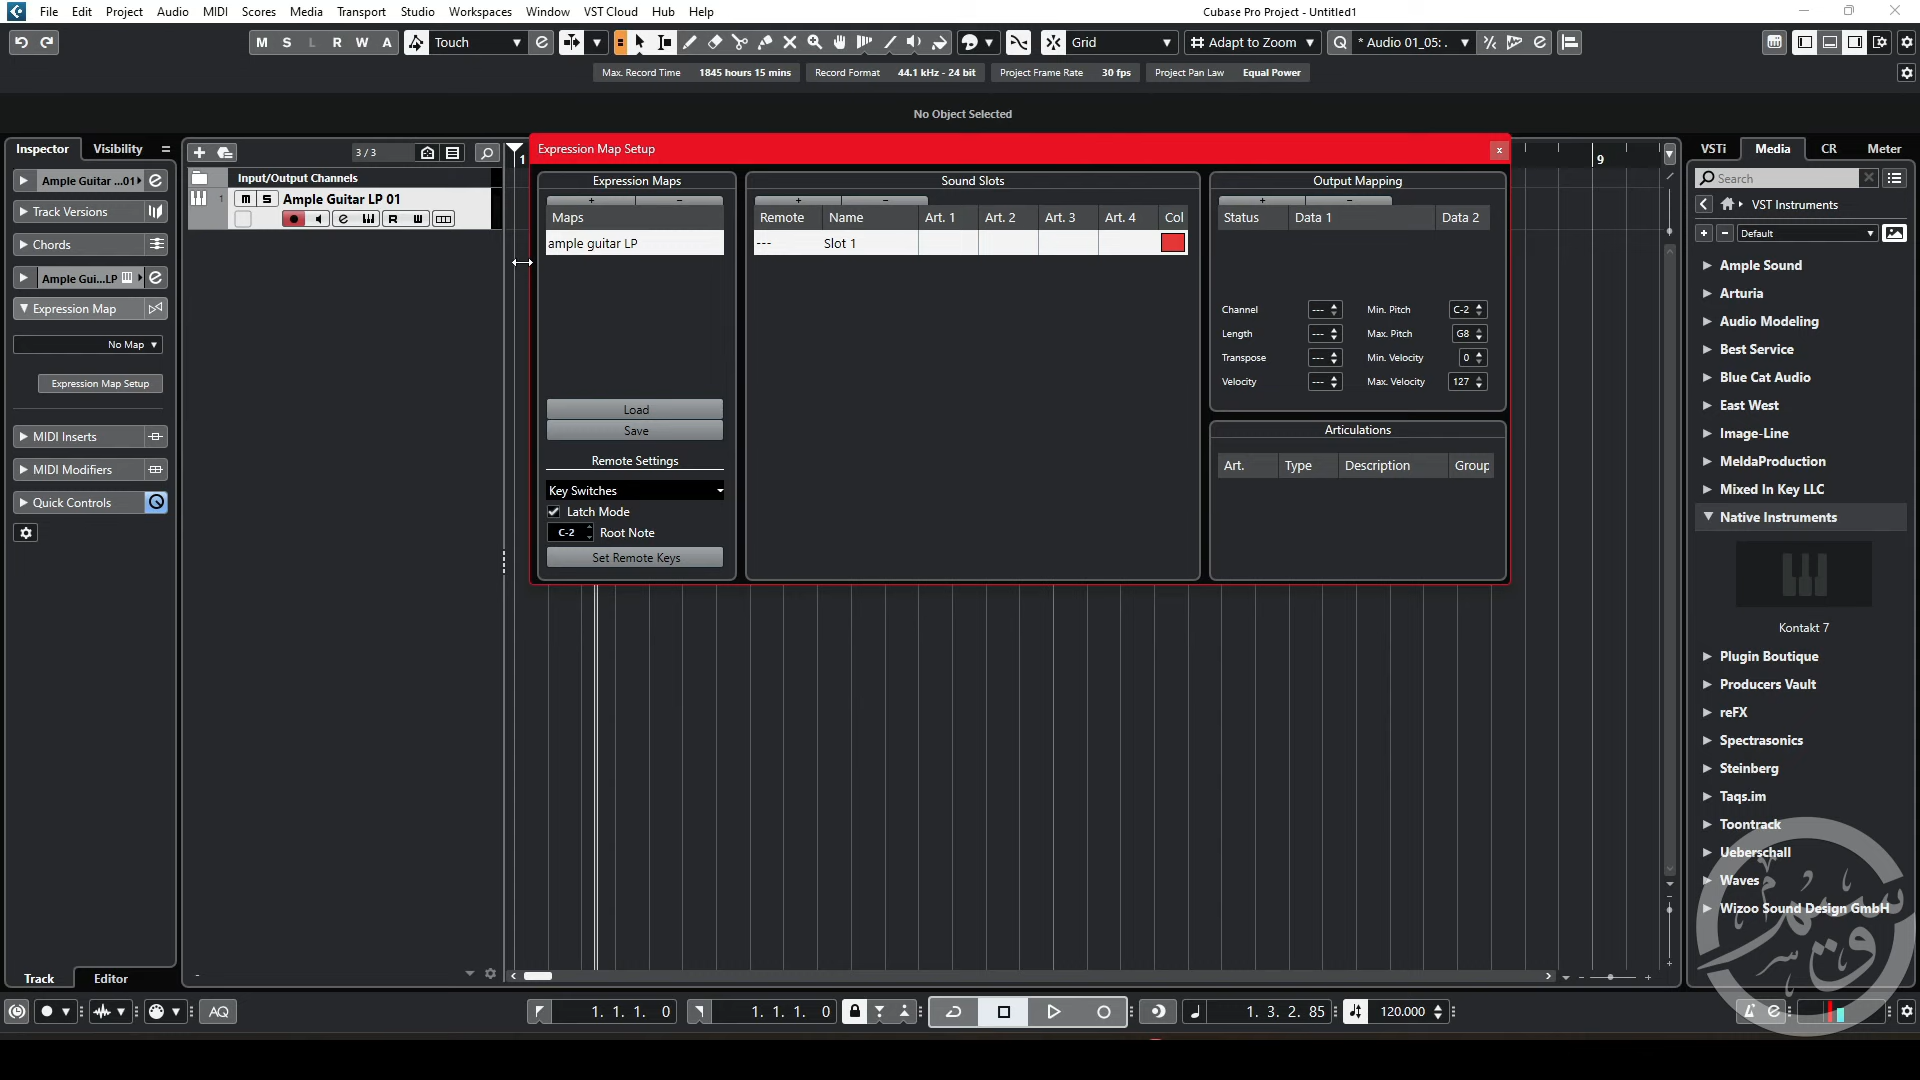 File Edit Project Audio MIDI Scores Media Transport Studio Workspaces Window VST Cloud Hub Help
Cubase Pro Project - Untitled1
M S L R W A Touch Grid Adapt to Zoom Q * Audio 01_05: .
Max. Record Time 1845 hours 15 mins Record Format 44.1 kHz - 24 bit Project Frame Rate 30 fps Project Pan Law Equal Power
No Object Selected
Inspector Visibility
Ample Guitar ...01
Track Versions
Chords
Ample Gui...LP
Expression Map
No Map
Expression Map Setup
MIDI Inserts
MIDI Modifiers
Quick Controls
Track Editor
3 / 3
Input/Output Channels
1 m S Ample Guitar LP 01
e R W
1
9
Expression Map Setup x
Expression Maps
+ -
Maps
ample guitar LP
Load
Save
Remote Settings
Key Switches
Latch Mode
C-2 Root Note
Set Remote Keys
Sound Slots
+ -
Remote Name Art. 1 Art. 2 Art. 3 Art. 4 Col
--- Slot 1
Output Mapping
+ -
Status Data 1 Data 2
Channel --- Min. Pitch C-2
Length --- Max. Pitch G8
Transpose --- Min. Velocity 0
Velocity --- Max. Velocity 127
Articulations
Art. Type Description Group
VSTi Media CR Meter
Search
VST Instruments
+ - Default
Ample Sound
Arturia
Audio Modeling
Best Service
Blue Cat Audio
East West
Image-Line
MeldaProduction
Mixed In Key LLC
Native Instruments
Kontakt 7
Plugin Boutique
Producers Vault
reFX
Spectrasonics
Steinberg
Taqs.im
Toontrack
Ueberschall
Waves
Wizoo Sound Design GmbH
AQ
1. 1. 1. 0
1. 1. 1. 0
1. 3. 2. 85
120.000